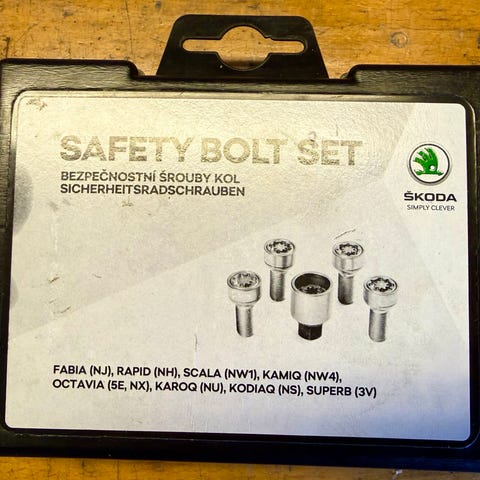 SAFETY BOLT SET
BEZPEČNOSTNÍ ŠROUBY KOL
SICHERHEITSRADSCHRAUBEN
ŠKODA
SIMPLY CLEVER
FABIA (NJ), RAPID (NH), SCALA (NW1), KAMIQ (NW4),
OCTAVIA (5E, NX), KAROQ (NU), KODIAQ (NS), SUPERB (3V)